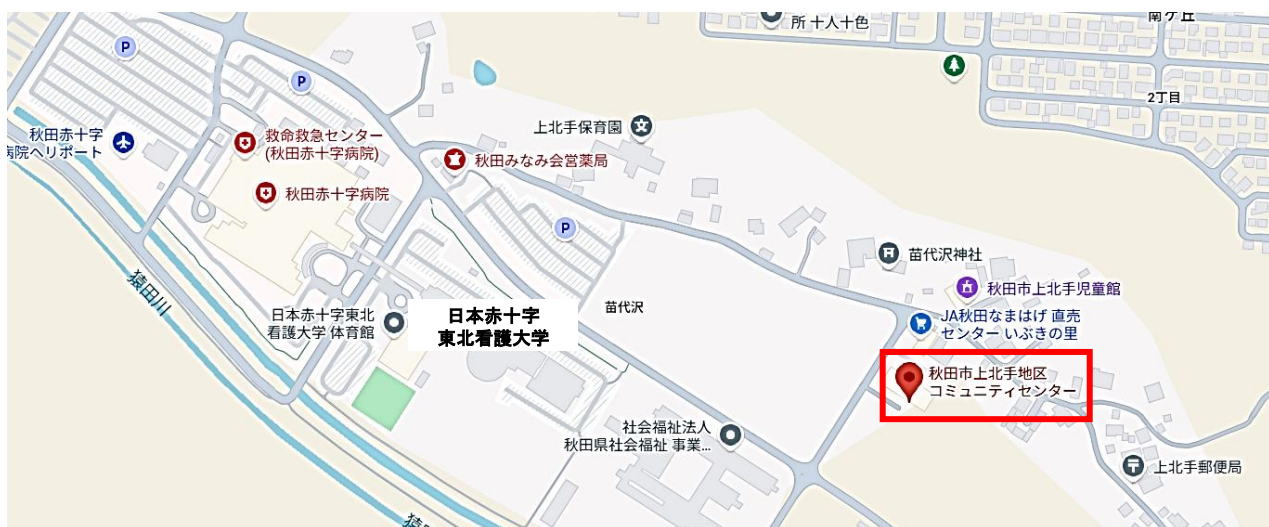 所 十人十色
南ケ丘
P
2丁目
P
秋田赤十字
病院ヘリポート
救命救急センター
(秋田赤十字病院)
上北手保育園
秋田みなみ会営薬局
秋田赤十字病院
P
苗代沢神社
猿田川
秋田市上北手児童館
苗代沢
日本赤十字東北
看護大学 体育館
日本赤十字
東北看護大学
JA秋田なまはげ 直売
センター いぶきの里
秋田市上北手地区
コミュニティセンター
社会福祉法人
秋田県社会福祉 事業...
上北手郵便局
猿田